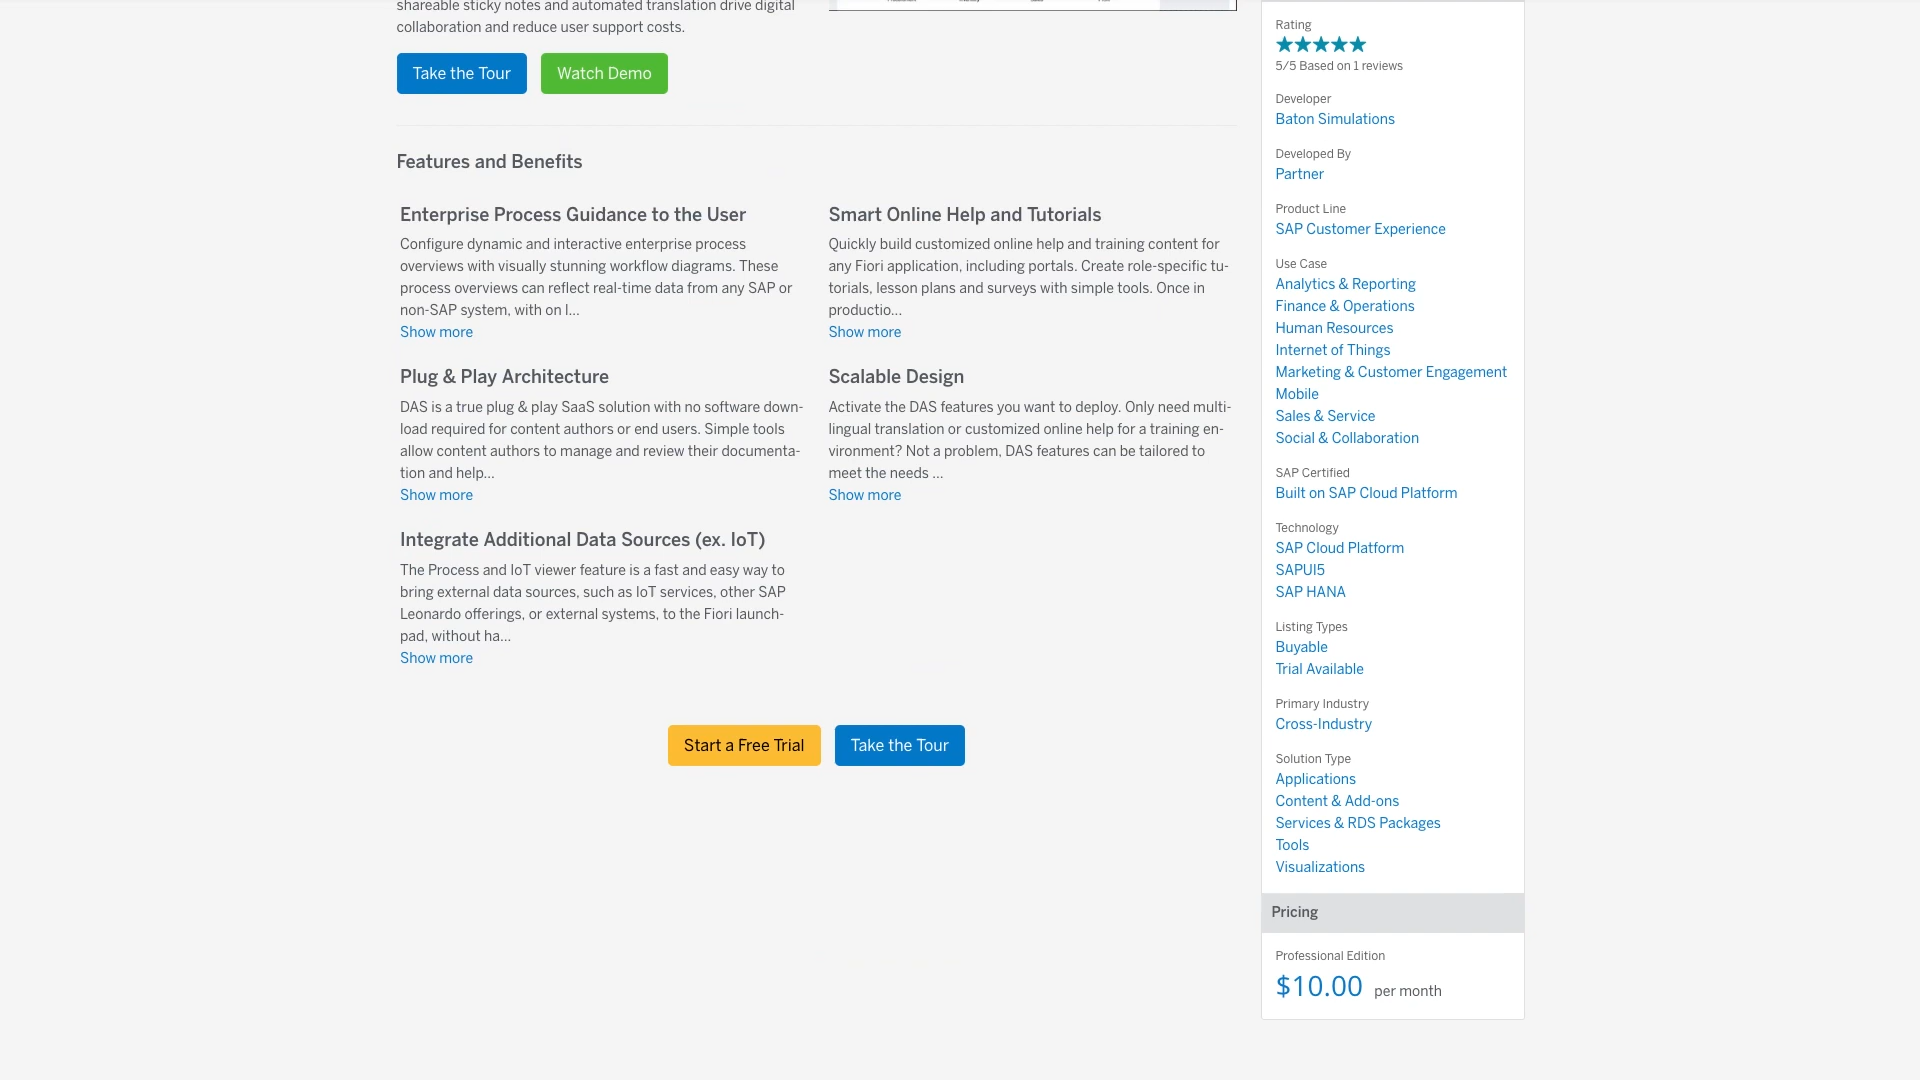 shareable sticky notes and automated translation drive digital
collaboration and reduce user support costs.
Take the Tour
Watch Demo
Features and Benefits
Enterprise Process Guidance to the User
Configure dynamic and interactive enterprise process
overviews with visually stunning workflow diagrams. These
process overviews can reflect real-time data from any SAP or
non-SAP system, with on l...
Show more
Smart Online Help and Tutorials
Quickly build customized online help and training content for
any Fiori application, including portals. Create role-specific tu-
torials, lesson plans and surveys with simple tools. Once in
productio...
Show more
Plug & Play Architecture
DAS is a true plug & play SaaS solution with no software down-
load required for content authors or end users. Simple tools
allow content authors to manage and review their documenta-
tion and help...
Show more
Scalable Design
Activate the DAS features you want to deploy. Only need multi-
lingual translation or customized online help for a training en-
vironment? Not a problem, DAS features can be tailored to
meet the needs ...
Show more
Integrate Additional Data Sources (ex. IoT)
The Process and IoT viewer feature is a fast and easy way to
bring external data sources, such as IoT services, other SAP
Leonardo offerings, or external systems, to the Fiori launch-
pad, without ha...
Show more
Start a Free Trial
Take the Tour
Rating
5/5 Based on 1 reviews
Developer
Baton Simulations
Developed By
Partner
Product Line
SAP Customer Experience
Use Case
Analytics & Reporting
Finance & Operations
Human Resources
Internet of Things
Marketing & Customer Engagement
Mobile
Sales & Service
Social & Collaboration
SAP Certified
Built on SAP Cloud Platform
Technology
SAP Cloud Platform
SAPUI5
SAP HANA
Listing Types
Buyable
Trial Available
Primary Industry
Cross-Industry
Solution Type
Applications
Content & Add-ons
Services & RDS Packages
Tools
Visualizations
Pricing
Professional Edition
$10.00 per month